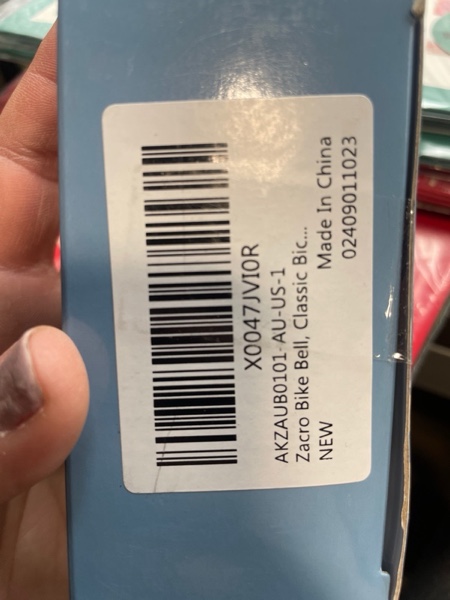 X0047JVI0R
AKZAUB0101-AU-US-1
Zacro Bike Bell, Classic Bic...
NEW
Made In China
02409011023